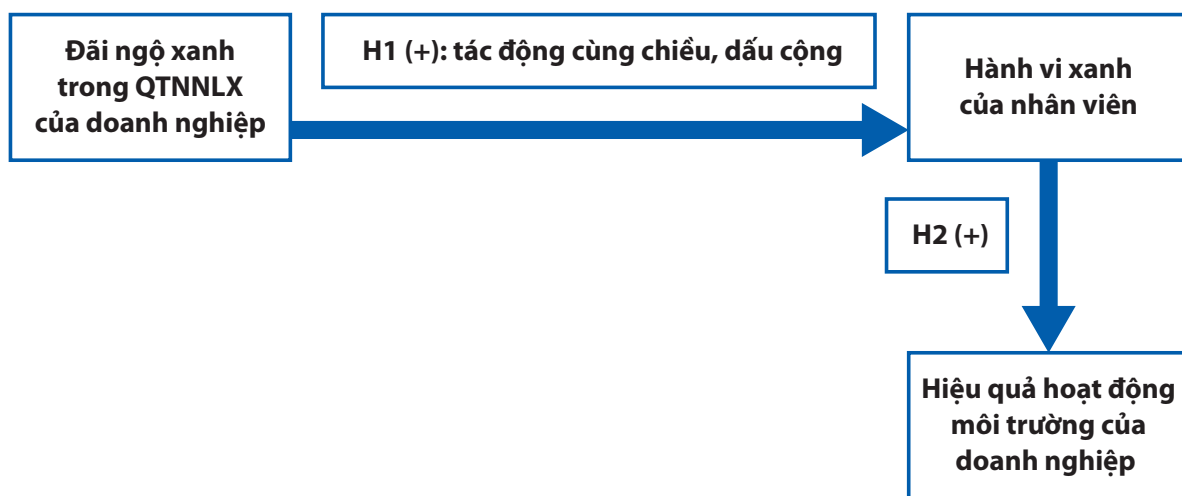 Đãi ngộ xanh
trong QTNNLX
của doanh nghiệp
H1 (+): tác động cùng chiều, dấu cộng
Hành vi xanh
của nhân viên
H2 (+)
Hiệu quả hoạt động
môi trường của
doanh nghiệp